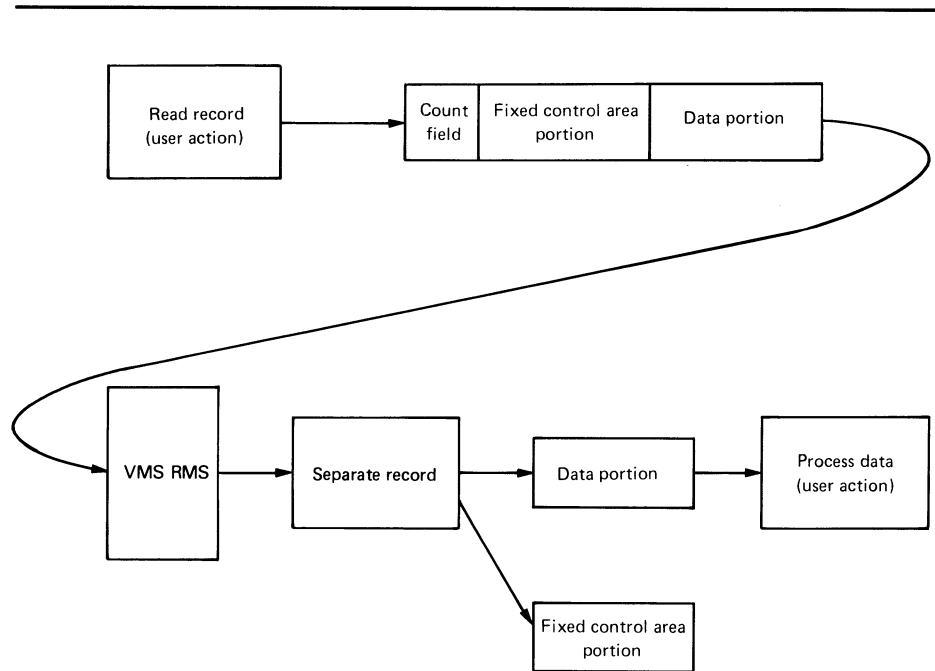 Read record
(user action)
Count
field
Fixed control area
portion
Data portion
VMS RMS
Separate record
Data portion
Process data
(user action)
Fixed control area
portion